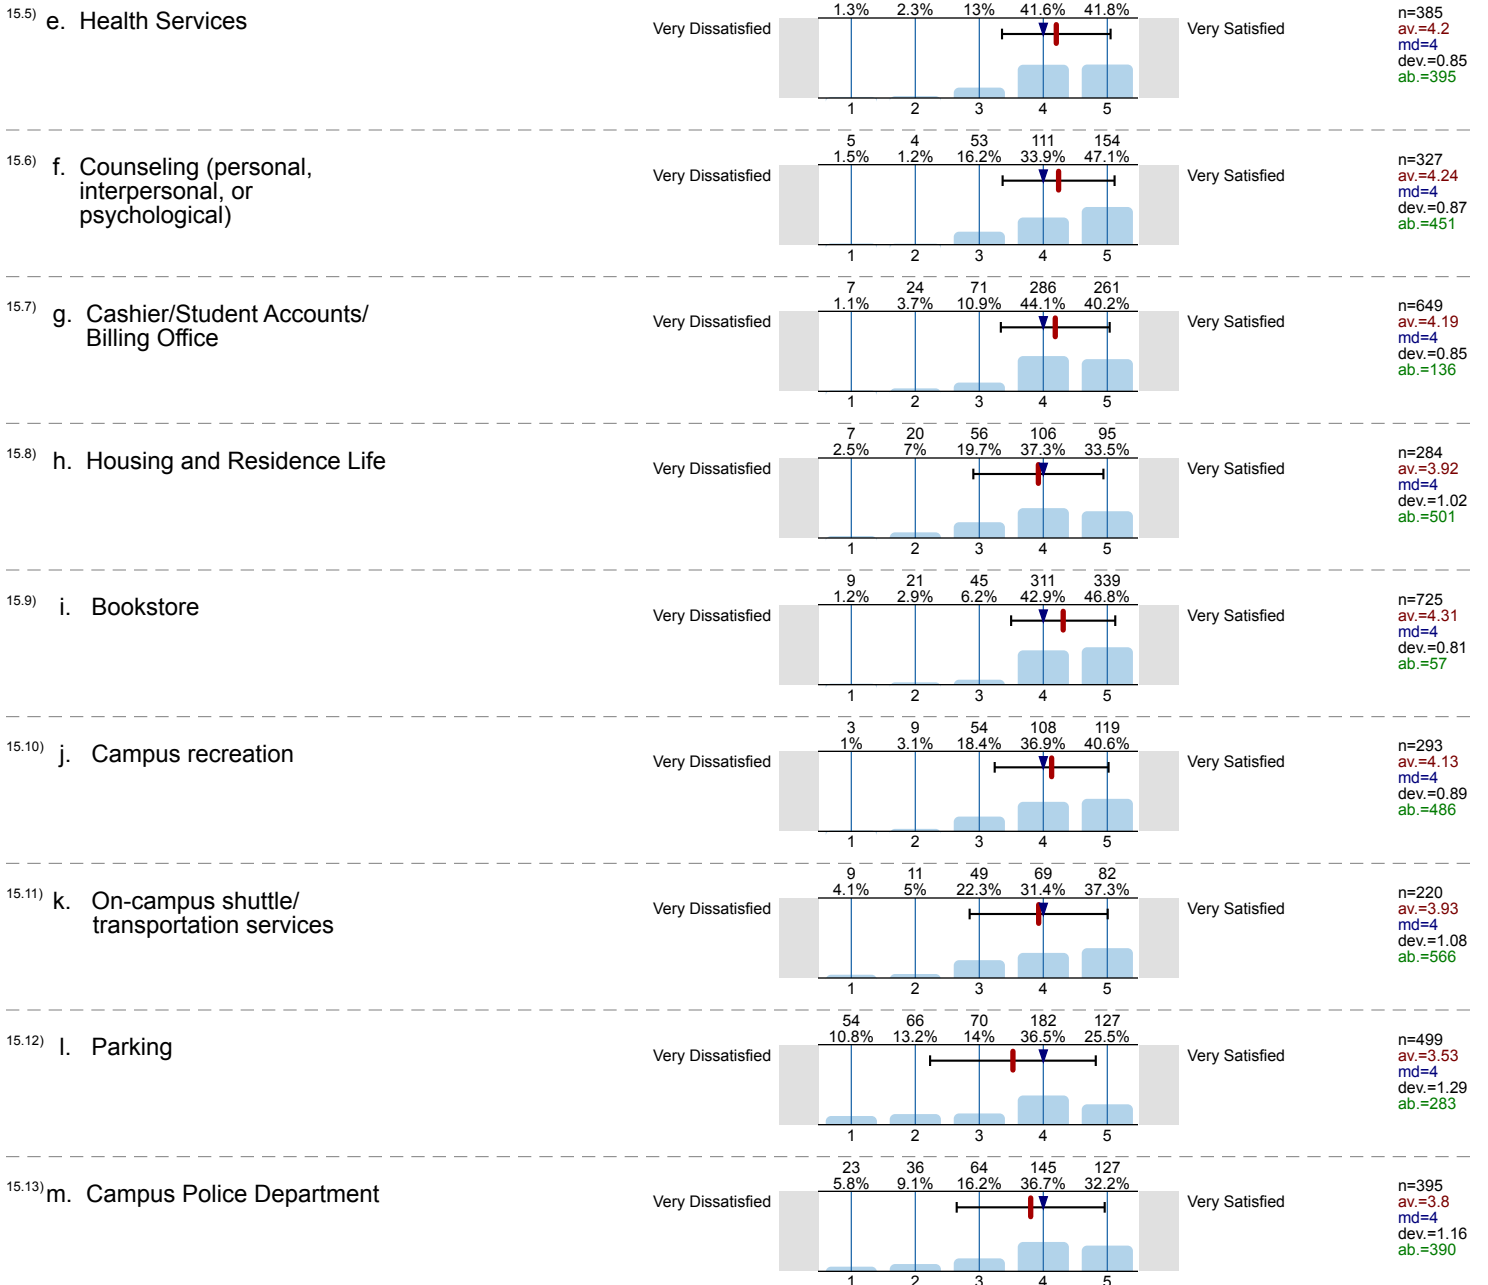 15.5) e. Health Services
1.3% 2.3% 13% 41.6% 41.8%
Very Dissatisfied Very Satisfied
1 2 3 4 5
n=385
av.=4.2
md=4
dev.=0.85
ab.=395
15.6) f. Counseling (personal,
interpersonal, or
psychological)
5 4 53 111 154
1.5% 1.2% 16.2% 33.9% 47.1%
Very Dissatisfied Very Satisfied
1 2 3 4 5
n=327
av.=4.24
md=4
dev.=0.87
ab.=451
15.7) g. Cashier/Student Accounts/
Billing Office
7 24 71 286 261
1.1% 3.7% 10.9% 44.1% 40.2%
Very Dissatisfied Very Satisfied
1 2 3 4 5
n=649
av.=4.19
md=4
dev.=0.85
ab.=136
15.8) h. Housing and Residence Life
7 20 56 106 95
2.5% 7% 19.7% 37.3% 33.5%
Very Dissatisfied Very Satisfied
1 2 3 4 5
n=284
av.=3.92
md=4
dev.=1.02
ab.=501
15.9) i. Bookstore
9 21 45 311 339
1.2% 2.9% 6.2% 42.9% 46.8%
Very Dissatisfied Very Satisfied
1 2 3 4 5
n=725
av.=4.31
md=4
dev.=0.81
ab.=57
15.10) j. Campus recreation
3 9 54 108 119
1% 3.1% 18.4% 36.9% 40.6%
Very Dissatisfied Very Satisfied
1 2 3 4 5
n=293
av.=4.13
md=4
dev.=0.89
ab.=486
15.11) k. On-campus shuttle/
transportation services
9 11 49 69 82
4.1% 5% 22.3% 31.4% 37.3%
Very Dissatisfied Very Satisfied
1 2 3 4 5
n=220
av.=3.93
md=4
dev.=1.08
ab.=566
15.12) l. Parking
54 66 70 182 127
10.8% 13.2% 14% 36.5% 25.5%
Very Dissatisfied Very Satisfied
1 2 3 4 5
n=499
av.=3.53
md=4
dev.=1.29
ab.=283
15.13) m. Campus Police Department
23 36 64 145 127
5.8% 9.1% 16.2% 36.7% 32.2%
Very Dissatisfied Very Satisfied
1 2 3 4 5
n=395
av.=3.8
md=4
dev.=1.16
ab.=390